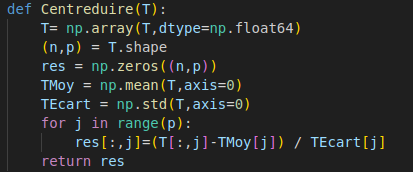 def Centreduire(T):
    T= np.array(T,dtype=np.float64)
    (n,p) = T.shape
    res = np.zeros((n,p))
    TMoy = np.mean(T,axis=0)
    TEcart = np.std(T,axis=0)
    for j in range(p):
        res[:,j]=(T[:,j]-TMoy[j]) / TEcart[j]
    return res